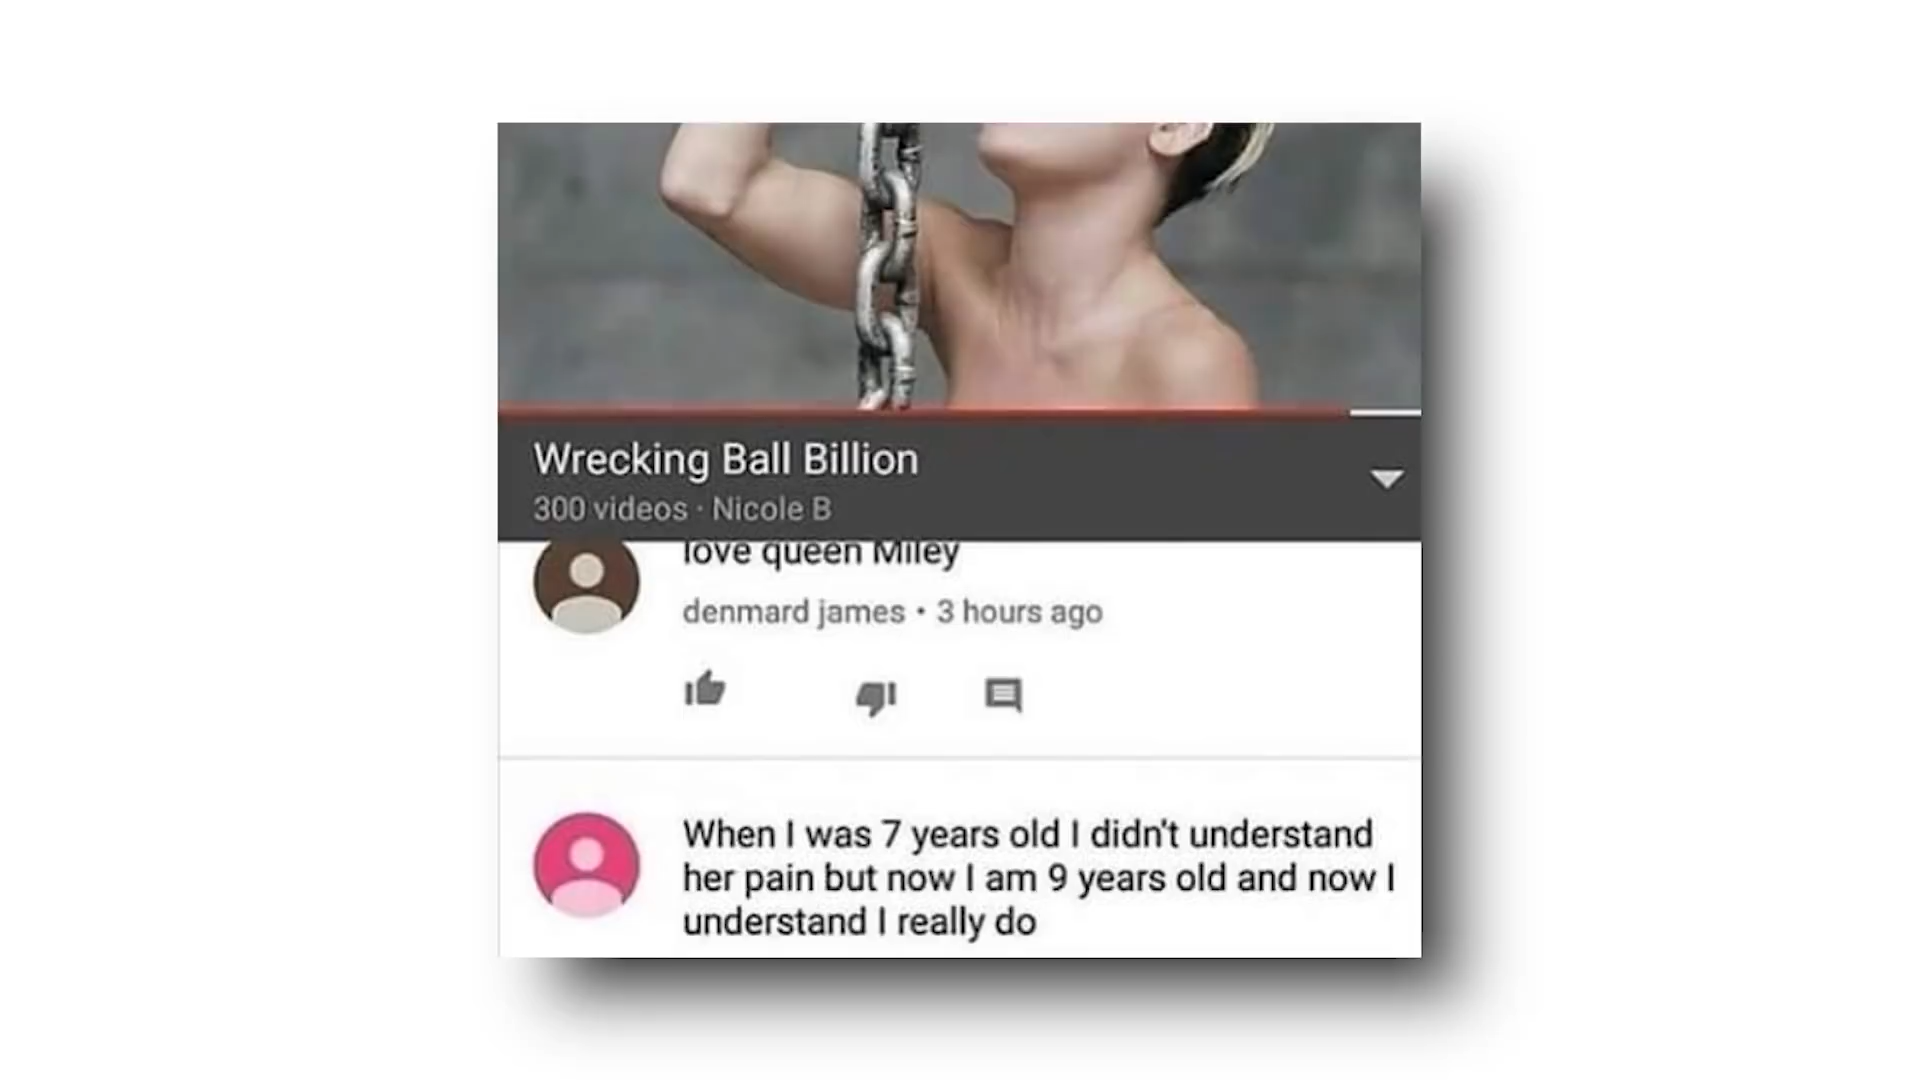 Wrecking Ball Billion
300 videos · Nicole B
love queen Miley
denmard james • 3 hours ago
When I was 7 years old I didn't understand
her pain but now I am 9 years old and now I
understand I really do